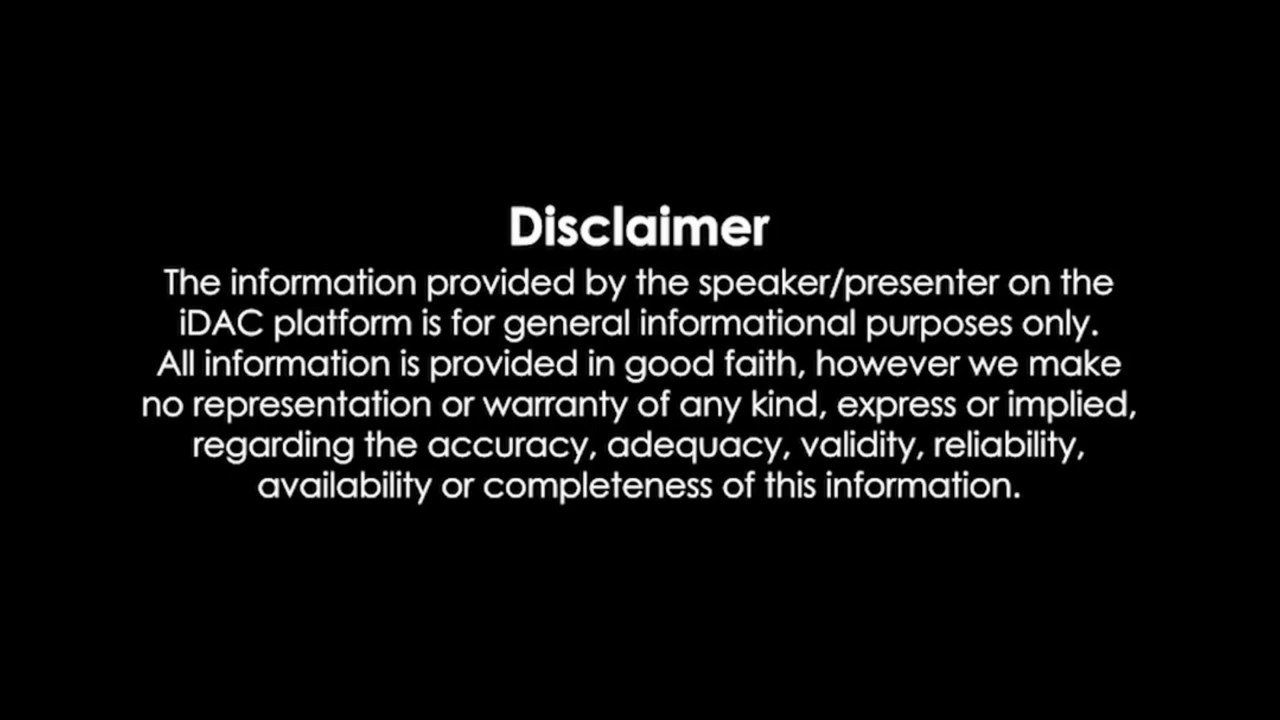 Disclaimer
The information provided by the speaker/presenter on the
iDAC platform is for general informational purposes only.
All information is provided in good faith, however we make
no representation or warranty of any kind, express or implied,
regarding the accuracy, adequacy, validity, reliability,
availability or completeness of this information.